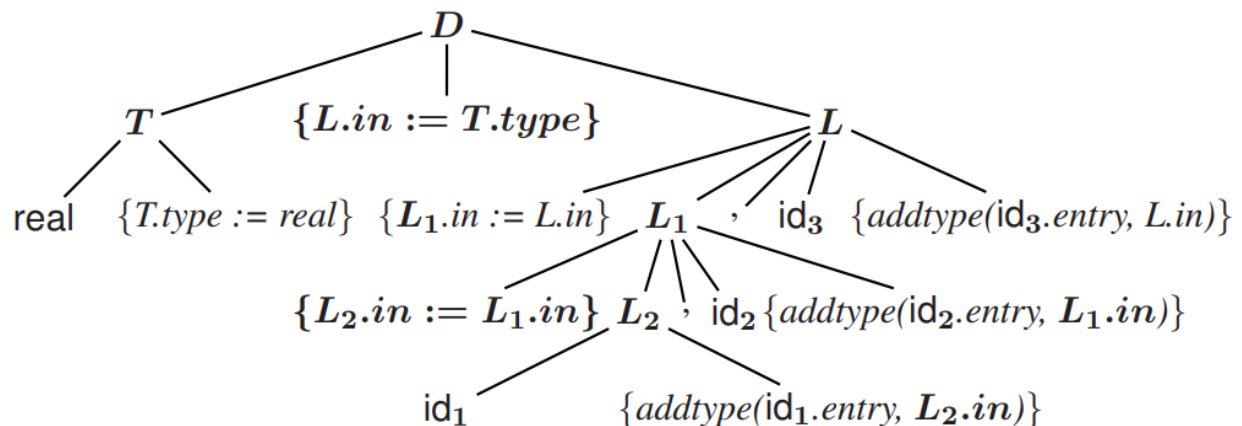 D
T {L.in := T.type} L
real {T.type := real} {L₁.in := L.in} L₁ , id₃ {addtype(id₃.entry, L.in)}
{L₂.in := L₁.in} L₂ , id₂ {addtype(id₂.entry, L₁.in)}
id₁ {addtype(id₁.entry, L₂.in)}